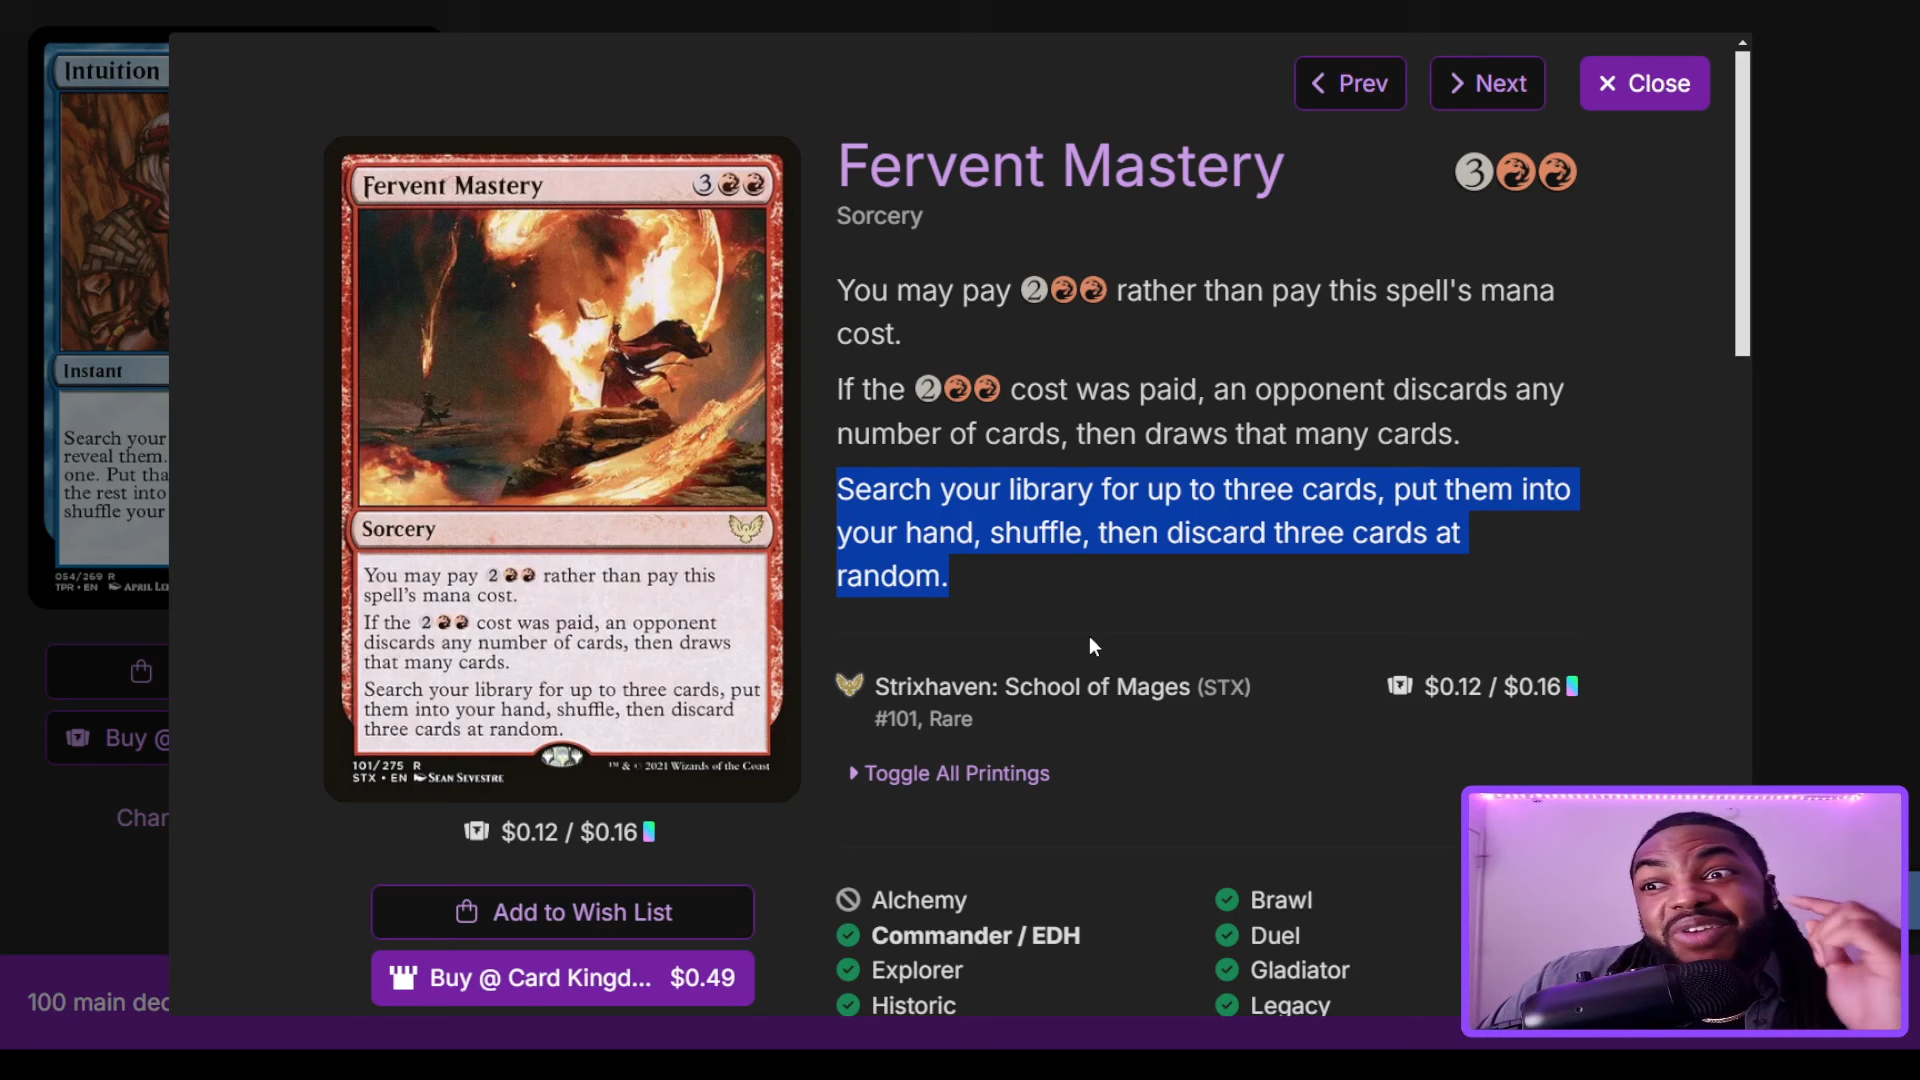 Intuition
Instant
Search your
reveal them.
one. Put tha
the rest into
shuffle your
054/269 R
TPR • EN
Buy @
Char
100 main dec
Prev
Next
Close
Fervent Mastery
3
Sorcery
You may pay 2 rather than pay this
spell's mana cost.
If the 2 cost was paid, an opponent
discards any number of cards, then draws
that many cards.
Search your library for up to three cards, put
them into your hand, shuffle, then discard
three cards at random.
101/275 R
STX • EN SEAN SEVESTRE
™ & © 2021 Wizards of the Coast
$0.12 / $0.16
Add to Wish List
Buy @ Card Kingd... $0.49
Fervent Mastery
3
Sorcery
You may pay 2 rather than pay this spell's mana
cost.
If the 2 cost was paid, an opponent discards any
number of cards, then draws that many cards.
Search your library for up to three cards, put them into
your hand, shuffle, then discard three cards at
random.
Strixhaven: School of Mages (STX)
#101, Rare
$0.12 / $0.16
Toggle All Printings
Alchemy
Brawl
Commander / EDH
Duel
Explorer
Gladiator
Historic
Legacy